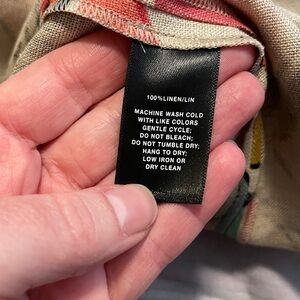 100%LINEN/LIN
MACHINE WASH COLD
WITH LIKE COLORS
GENTLE CYCLE;
DO NOT BLEACH;
DO NOT TUMBLE DRY;
HANG TO DRY;
LOW IRON OR
DRY CLEAN